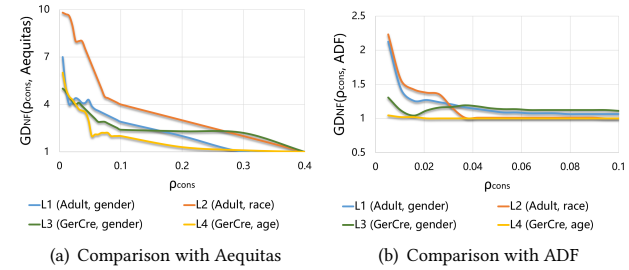 GDNF(ρcons, Aequitas)
10
7
4
1
0
0.1
0.2
0.3
0.4
ρcons
L1 (Adult, gender)
L2 (Adult, race)
L3 (GerCre, gender)
L4 (GerCre, age)
(a) Comparison with Aequitas
GDNF(ρcons, ADF)
2.5
2
1.5
1
0.5
0
0.02
0.04
0.06
0.08
0.1
ρcons
L1 (Adult, gender)
L2 (Adult, race)
L3 (GerCre, gender)
L4 (GerCre, age)
(b) Comparison with ADF